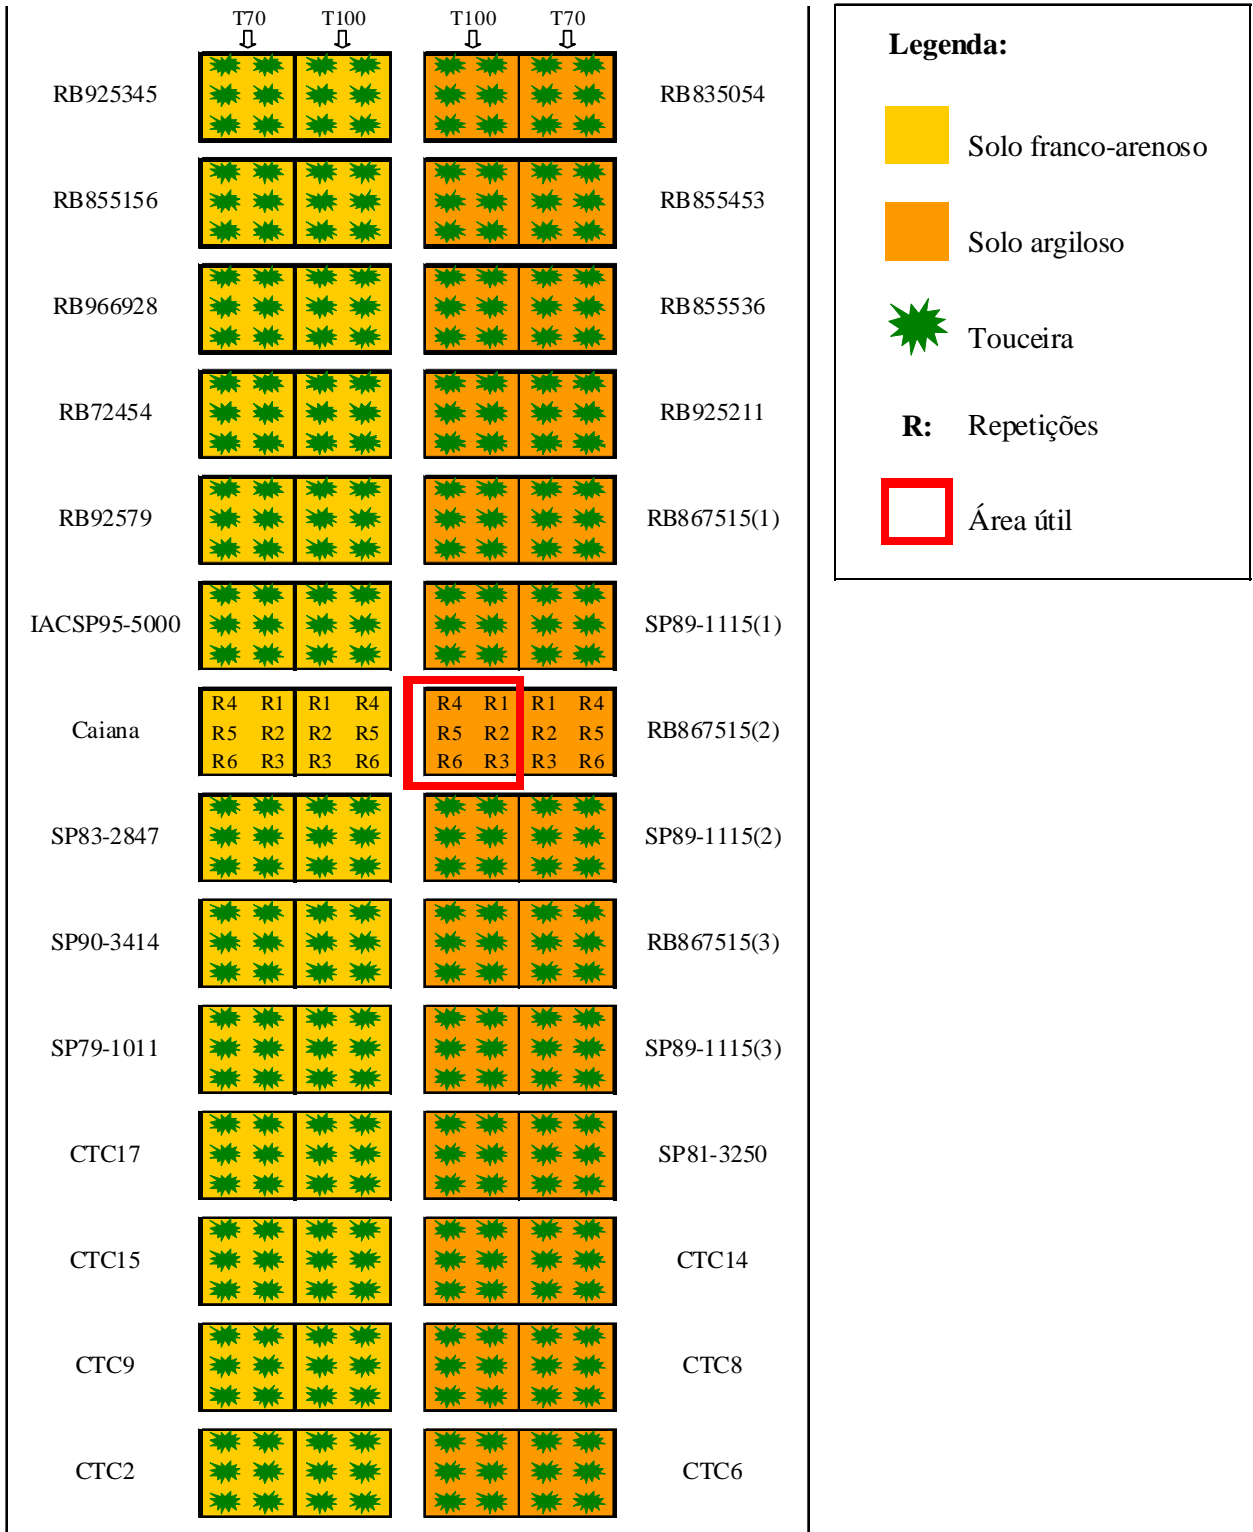 T70 T100 T100 T70
RB925345 RB835054
RB855156 RB855453
RB966928 RB855536
RB72454 RB925211
RB92579 RB867515(1)
IACSP95-5000 SP89-1115(1)
R4 R1 R1 R4 R4 R1 R1 R4
Caiana R5 R2 R2 R5 R5 R2 R2 R5 RB867515(2)
R6 R3 R3 R6 R6 R3 R3 R6
SP83-2847 SP89-1115(2)
SP90-3414 RB867515(3)
SP79-1011 SP89-1115(3)
CTC17 SP81-3250
CTC15 CTC14
CTC9 CTC8
CTC2 CTC6
Legenda:
Solo franco-arenoso
Solo argiloso
Touceira
R: Repetições
Área útil